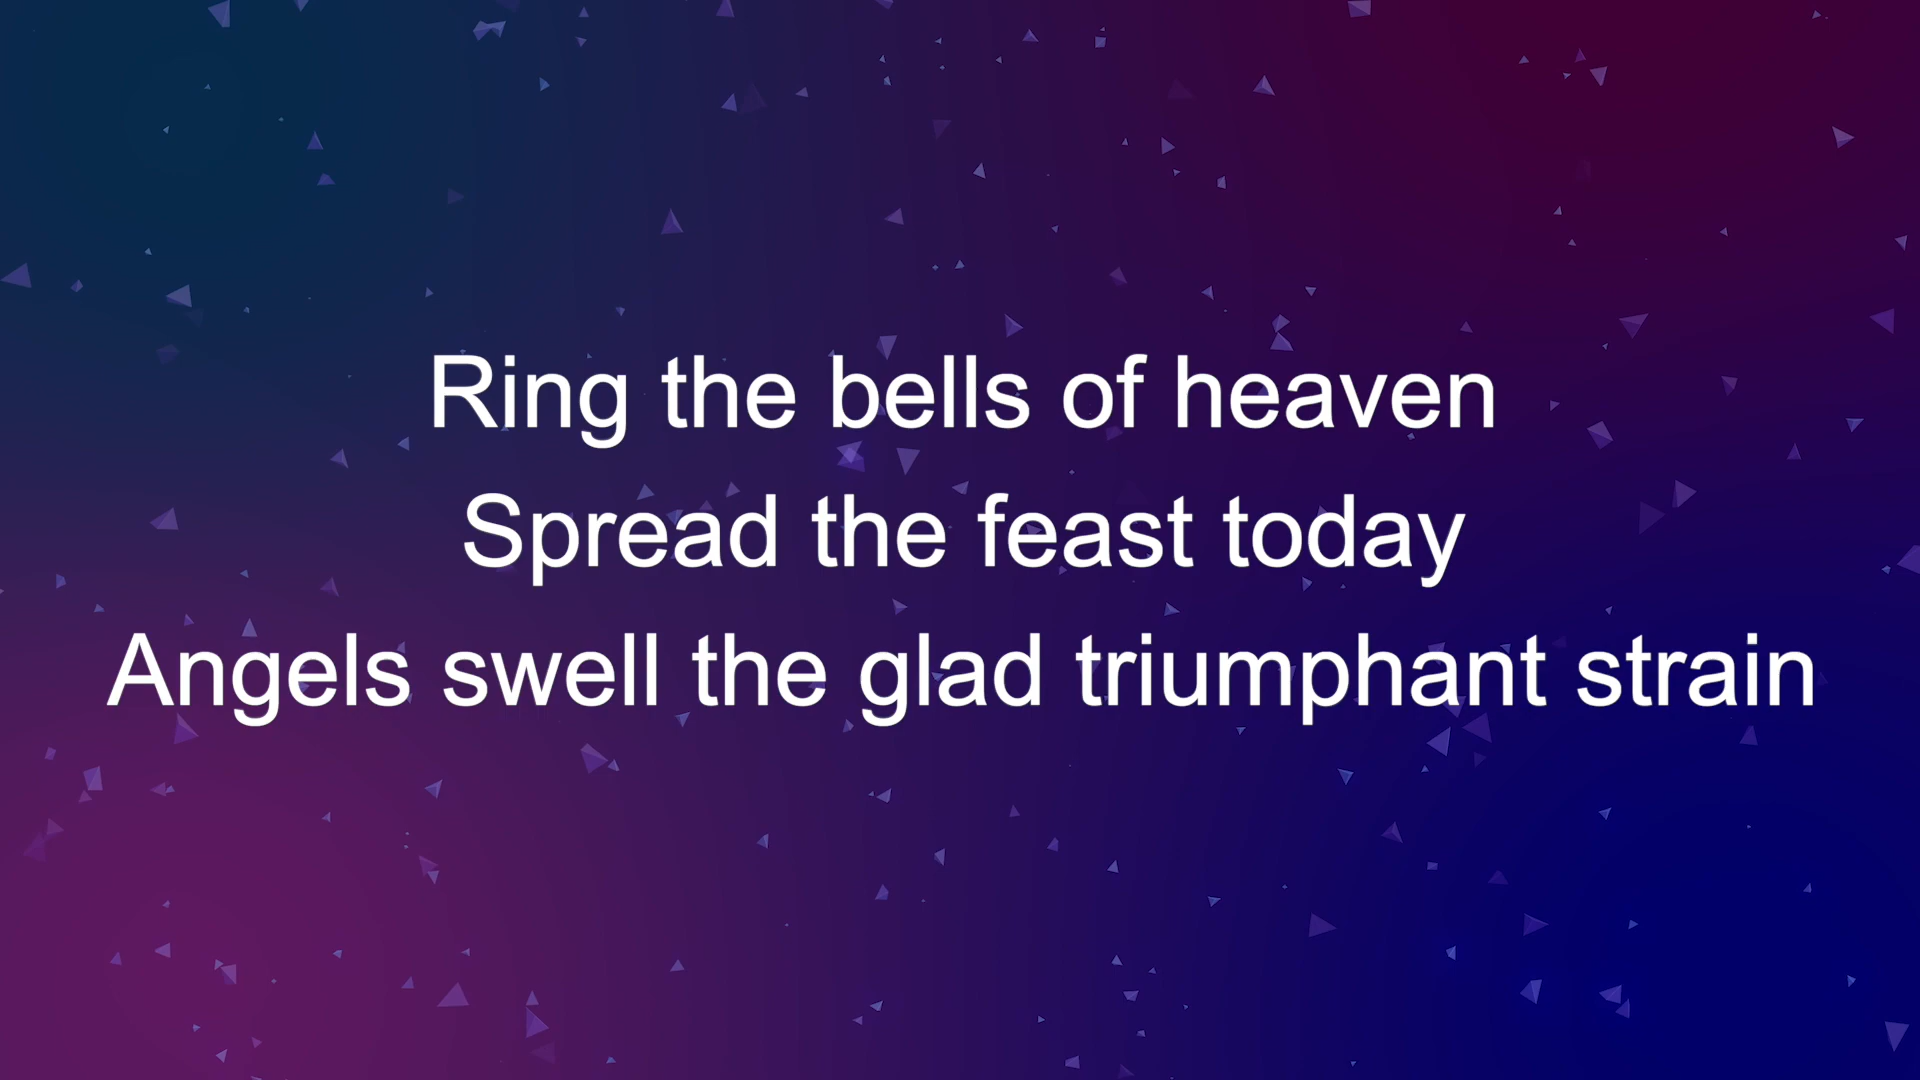 Ring the bells of heaven
Spread the feast today
Angels swell the glad triumphant strain